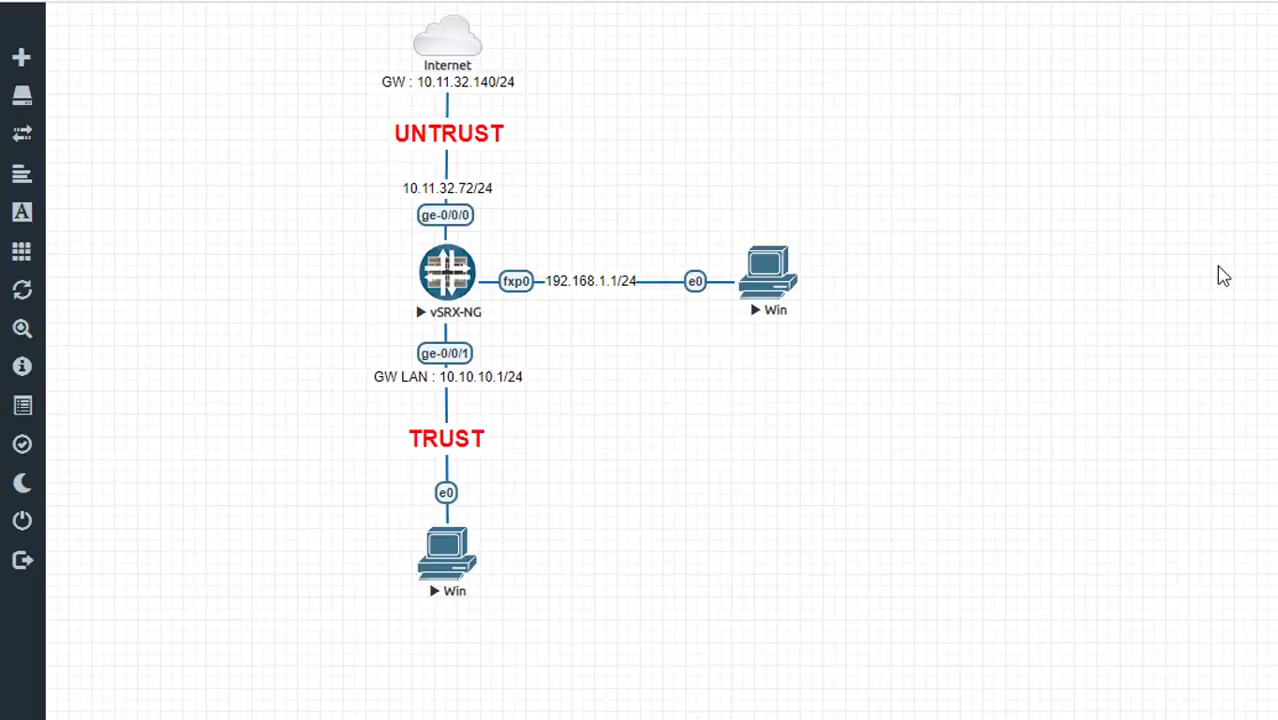 Internet
GW : 10.11.32.140/24
UNTRUST
10.11.32.72/24
ge-0/0/0
fxp0
192.168.1.1/24
e0
vSRX-NG
Win
ge-0/0/1
GW LAN : 10.10.10.1/24
TRUST
e0
Win